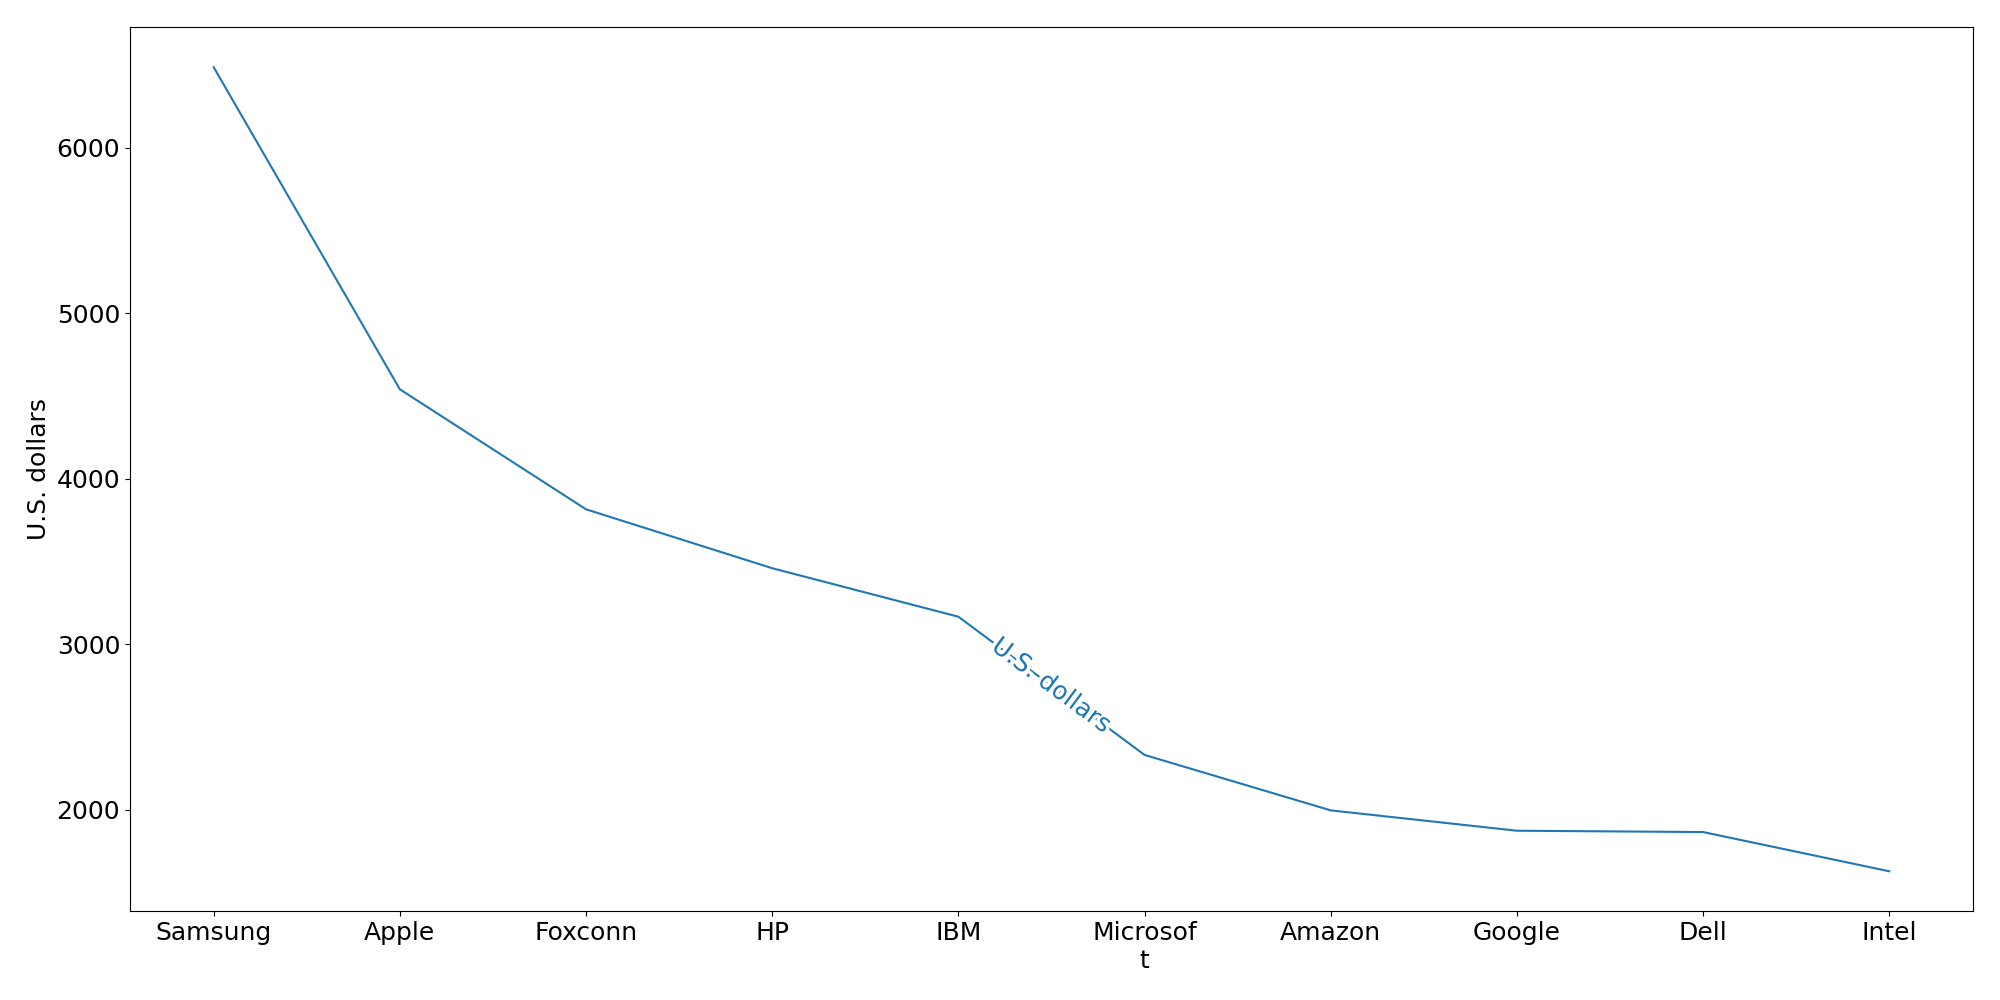 U.S. dollars
6000
5000
4000
3000
2000
U.S. dollars
Samsung
Apple
Foxconn
HP
IBM
Microsof
t
Amazon
Google
Dell
Intel